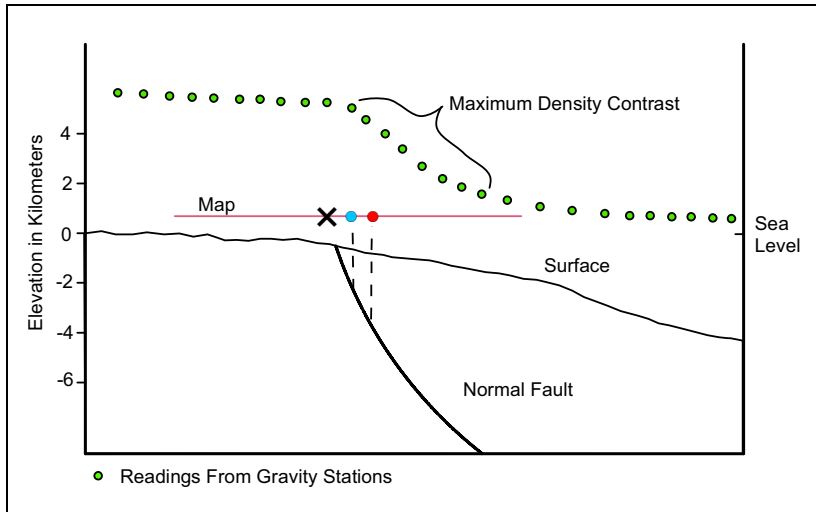 Maximum Density Contrast
4
2
Map
0
Sea
Level
Elevation in Kilometers
Surface
-2
-4
-6
Normal Fault
Readings From Gravity Stations